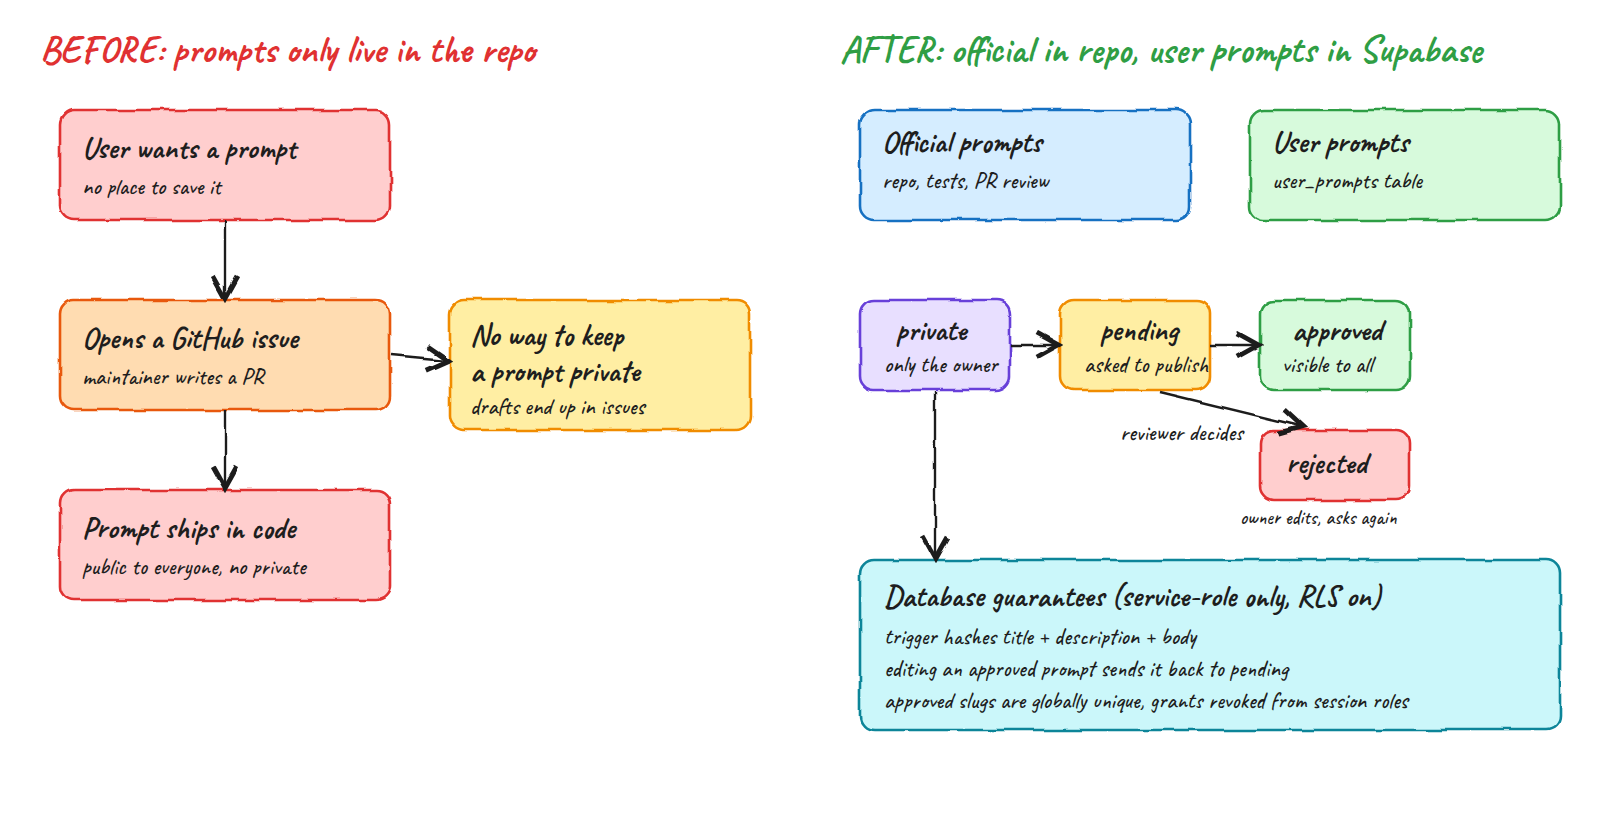 BEFORE: prompts only live in the repo
User wants a prompt
no place to save it
Opens a GitHub issue
maintainer writes a PR
No way to keep
a prompt private
drafts end up in issues
Prompt ships in code
public to everyone, no private
AFTER: official in repo, user prompts in Supabase
Official prompts
repo, tests, PR review
User prompts
user_prompts table
private
only the owner
pending
asked to publish
approved
visible to all
reviewer decides
rejected
owner edits, asks again
Database guarantees (service-role only, RLS on)
trigger hashes title + description + body
editing an approved prompt sends it back to pending
approved slugs are globally unique, grants revoked from session roles